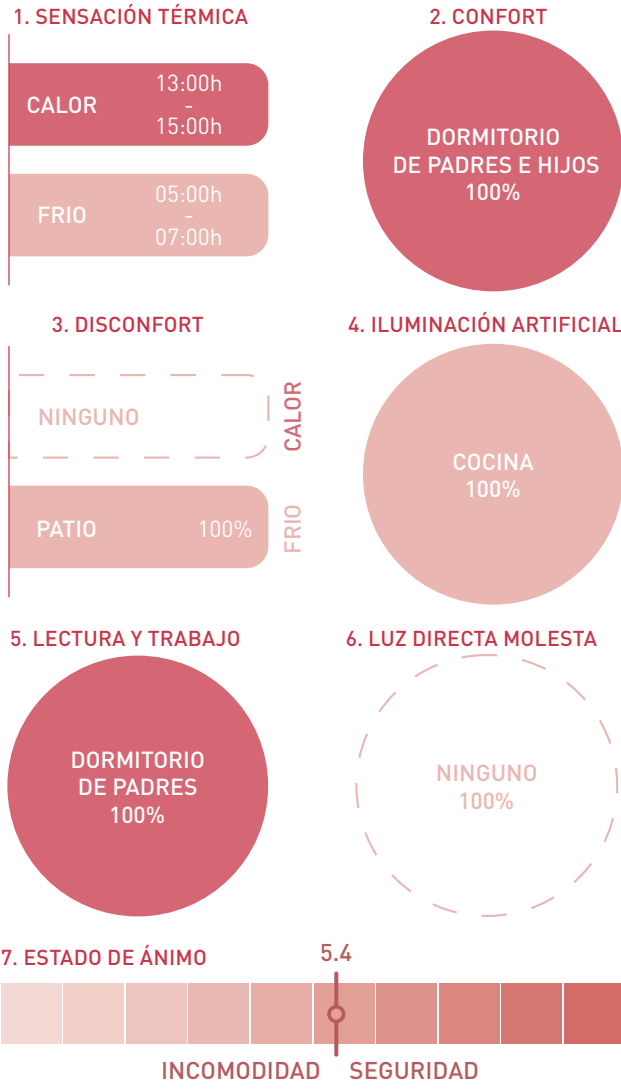 1. SENSACIÓN TÉRMICA
CALOR
13:00h
-
15:00h
FRIO
05:00h
-
07:00h
2. CONFORT
DORMITORIO
DE PADRES E HIJOS
100%
3. DISCONFORT
NINGUNO
CALOR
PATIO 100%
FRIO
4. ILUMINACIÓN ARTIFICIAL
COCINA
100%
5. LECTURA Y TRABAJO
DORMITORIO
DE PADRES
100%
6. LUZ DIRECTA MOLESTA
NINGUNO
100%
7. ESTADO DE ÁNIMO
5.4
INCOMODIDAD SEGURIDAD